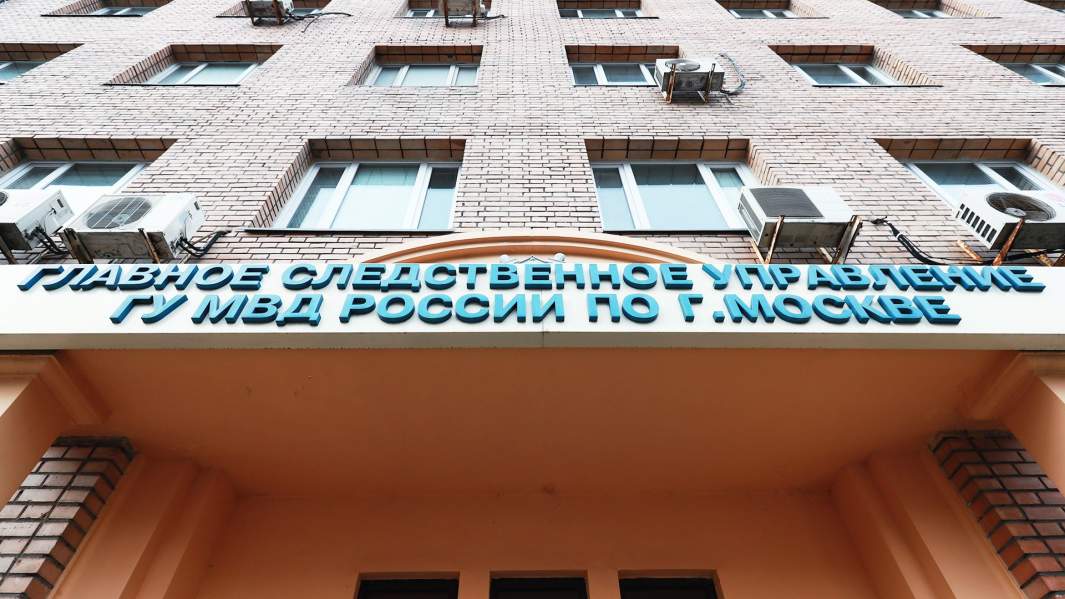 ГЛАВНОЕ СЛЕДСТВЕННОЕ УПРАВЛЕНИЕ
ГУ МВД РОССИИ ПО Г.МОСКВЕ